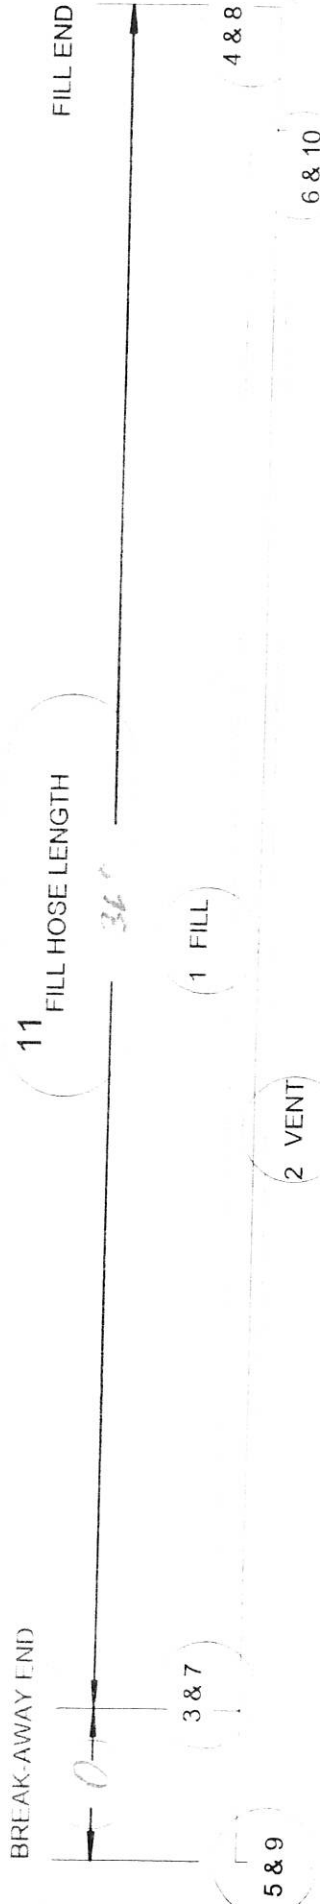 BREAK-AWAY END
FILL END
11
FILL HOSE LENGTH
1 FILL
2 VENT
3 & 7
4 & 8
5 & 9
6 & 10